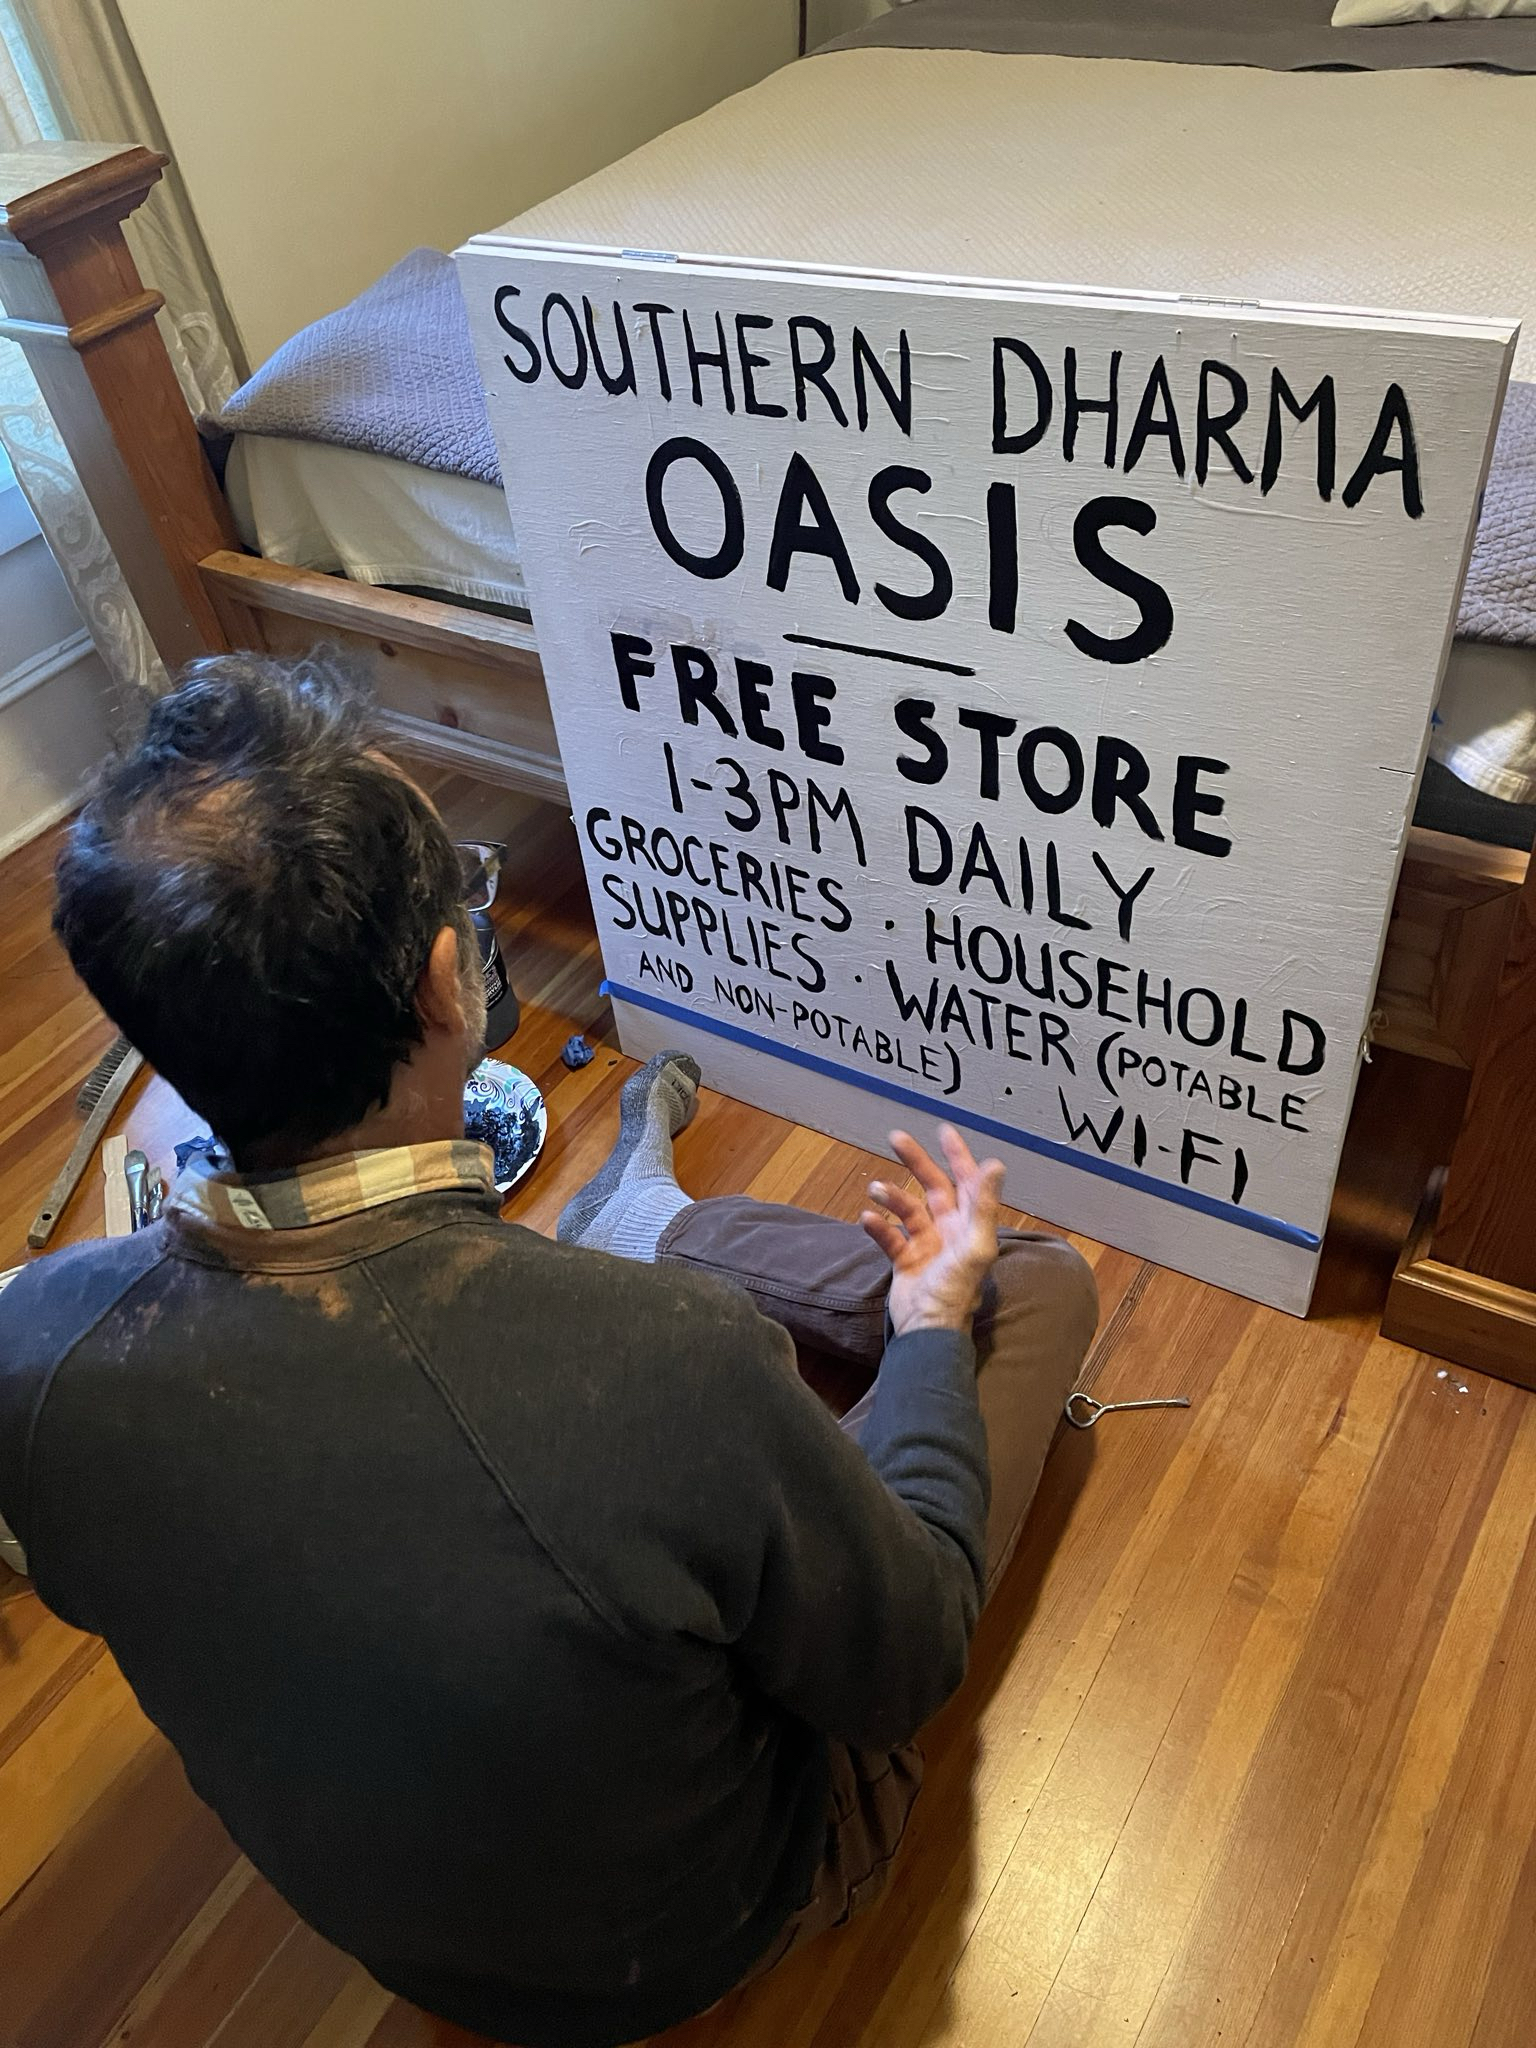 SOUTHERN DHARMA
OASIS
FREE STORE
1-3PM DAILY
GROCERIES · HOUSEHOLD
SUPPLIES · WATER (POTABLE
AND NON-POTABLE) · WI-FI